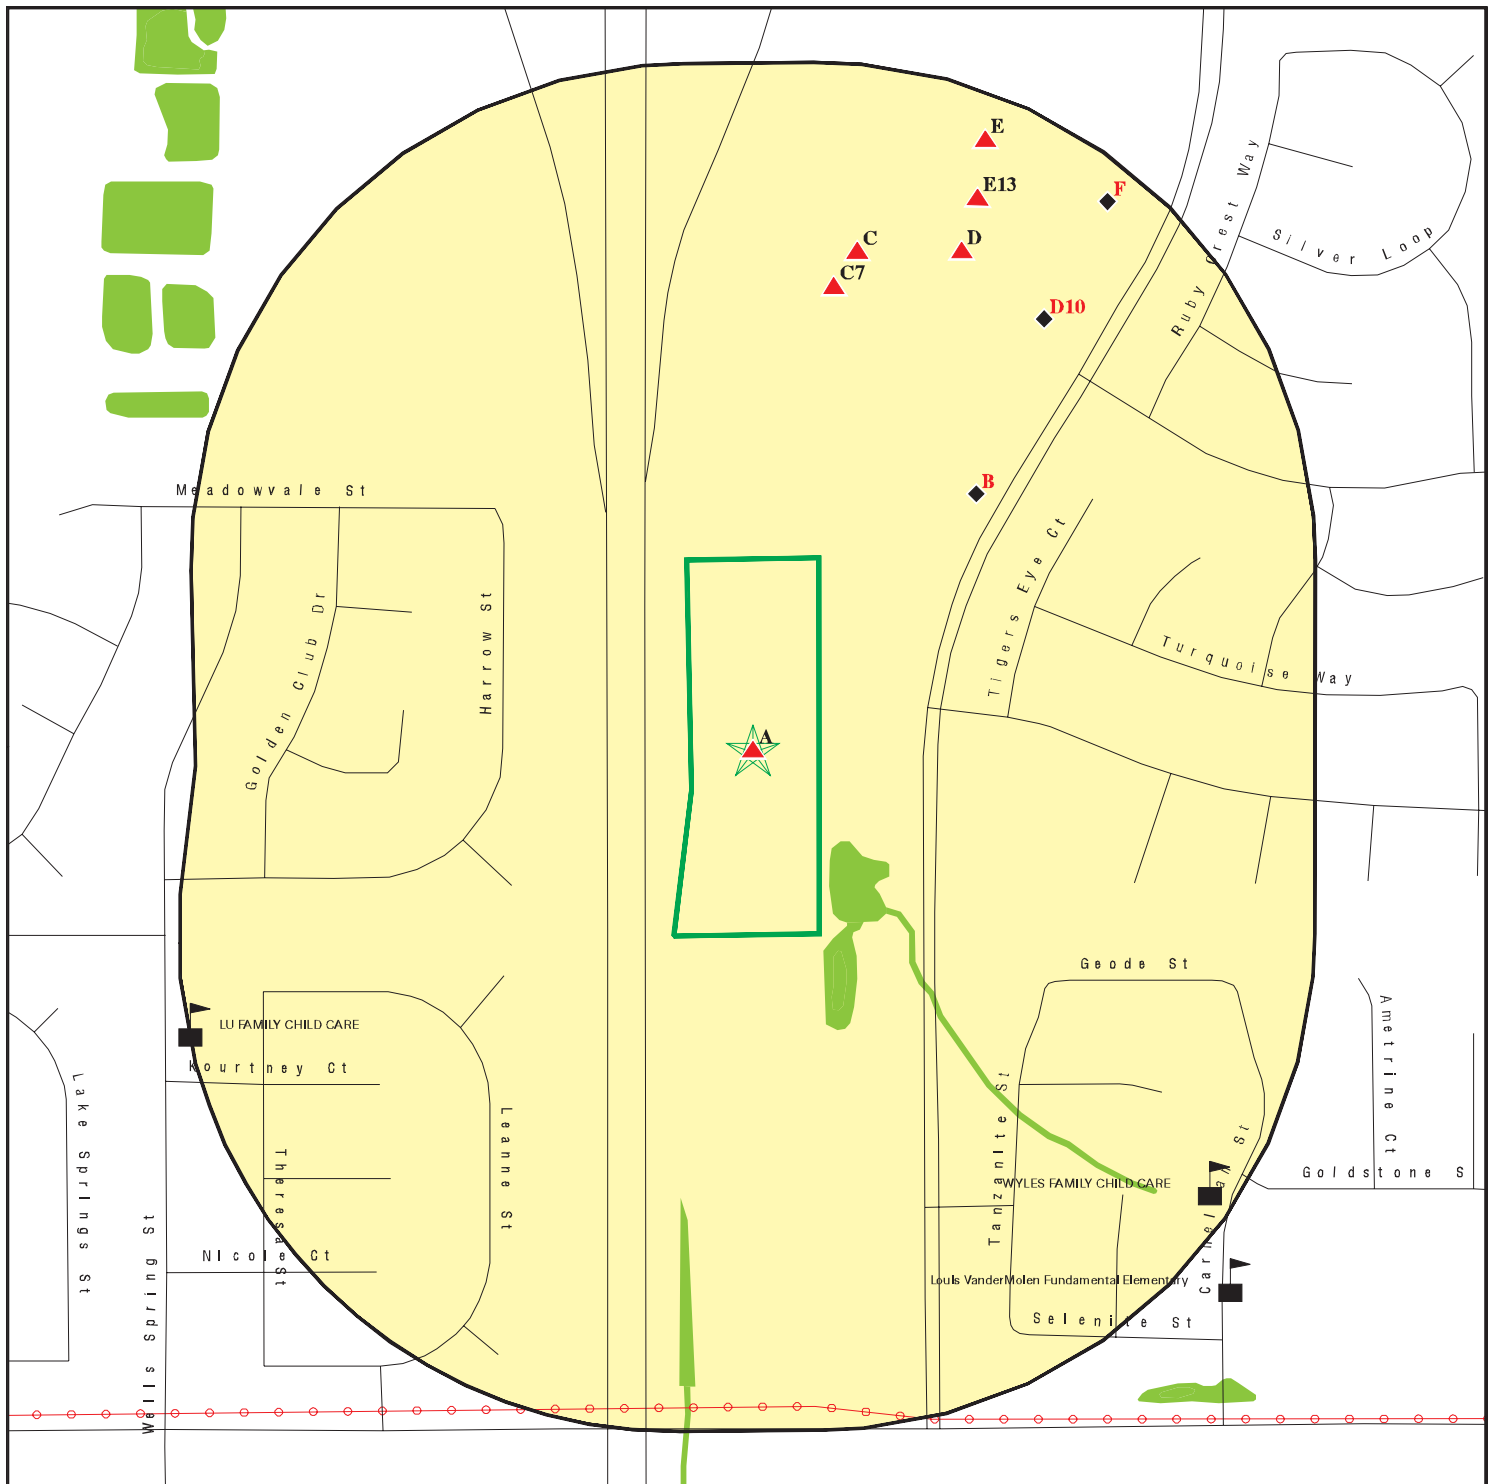 E
E13
F
C
D
C7
D10
Ruby Crest Way
Silver Loop
B
Meadowvale St
Tigers Eye Ct
Golden Club Dr
Harrow St
Turquoise Way
A
Geode St
LU FAMILY CHILD CARE
Kourtney Ct
Ametrine Ct
Lake Springs St
Leanne St
Tanzanite St
Theresa St
WYLES FAMILY CHILD CARE
Goldstone S
Carnelian St
Nicole Ct
Wells Spring St
Louis VanderMolen Fundamental Elementary
Selenite St